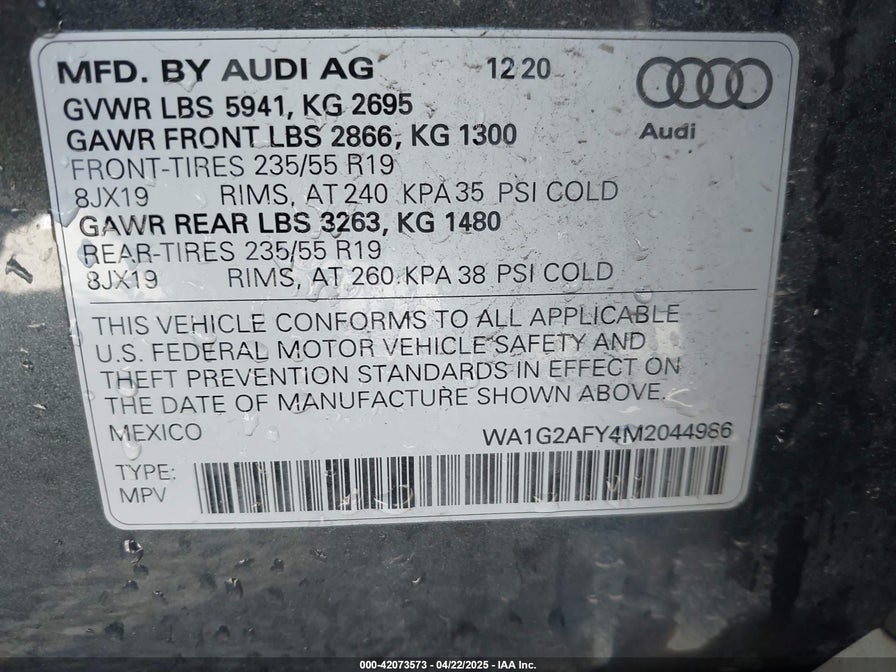 MFD. BY AUDI AG 12 20
GVWR LBS 5941, KG 2695
GAWR FRONT LBS 2866, KG 1300
FRONT-TIRES 235/55 R19
8JX19 RIMS, AT 240 KPA 35 PSI COLD
GAWR REAR LBS 3263, KG 1480
REAR-TIRES 235/55 R19
8JX19 RIMS, AT 260 KPA 38 PSI COLD
Audi
THIS VEHICLE CONFORMS TO ALL APPLICABLE
U.S. FEDERAL MOTOR VEHICLE SAFETY AND
THEFT PREVENTION STANDARDS IN EFFECT ON
THE DATE OF MANUFACTURE SHOWN ABOVE.
MEXICO WA1G2AFY4M2044986
TYPE:
MPV
000-42073573 - 04/22/2025 - IAA Inc.